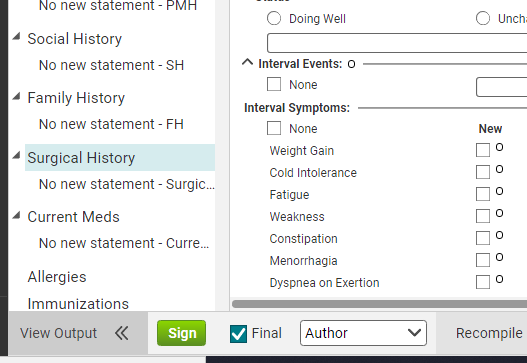 No new statement - PMH
Social History
No new statement - SH
Family History
No new statement - FH
Surgical History
No new statement - Surgic...
Current Meds
No new statement - Curre...
Allergies
Immunizations
Doing Well
Interval Events: O
None
Interval Symptoms:
None New
Weight Gain O
Cold Intolerance O
Fatigue O
Weakness O
Constipation O
Menorrhagia O
Dyspnea on Exertion O
View Output Sign Final Author Recompile